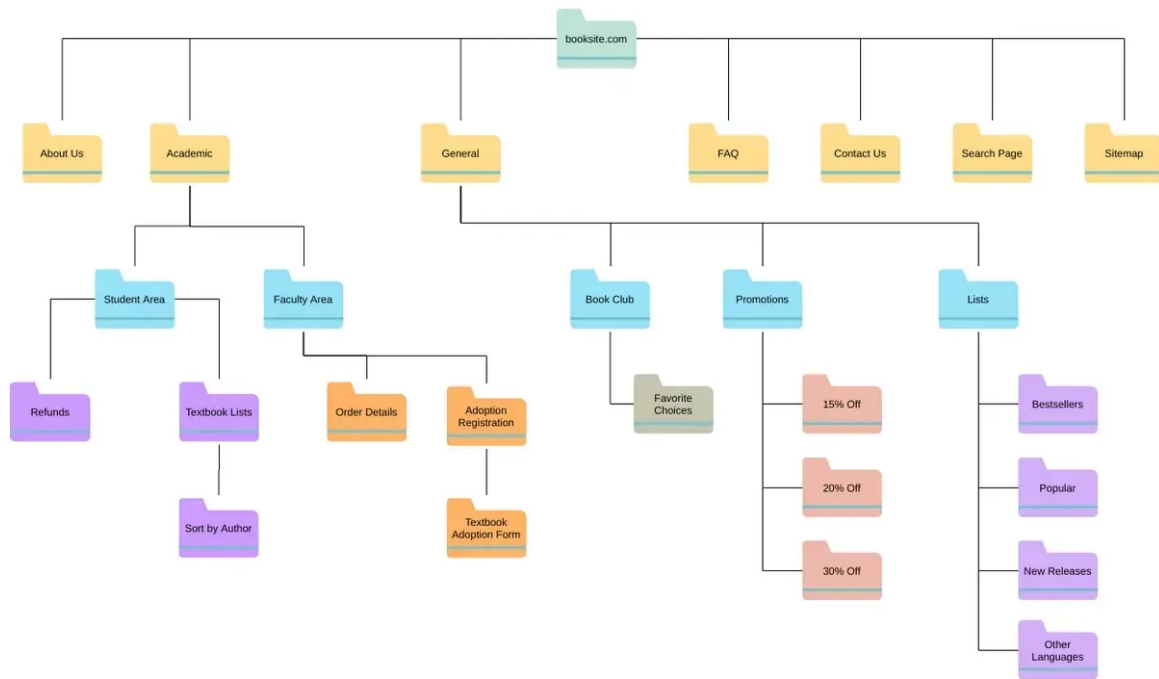 booksite.com
About Us
Academic
General
FAQ
Contact Us
Search Page
Sitemap
Student Area
Faculty Area
Book Club
Promotions
Lists
Refunds
Textbook Lists
Order Details
Adoption
Registration
Favorite
Choices
15% Off
Bestsellers
20% Off
Popular
Sort by Author
Textbook
Adoption Form
30% Off
New Releases
Other
Languages